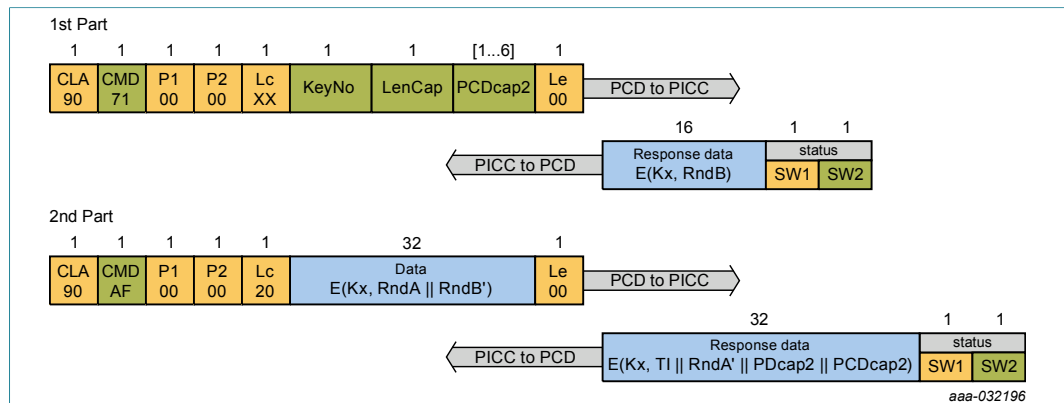 1st Part
1 1 1 1 1 1 1 [1...6] 1
CLA CMD P1 P2 Lc KeyNo LenCap PCDcap2 Le
90 71 00 00 XX 00
PCD to PICC
16 1 1
PICC to PCD
Response data status
E(Kx, RndB) SW1 SW2
2nd Part
1 1 1 1 1 32 1
CLA CMD P1 P2 Lc Data Le
90 AF 00 00 20 E(Kx, RndA || RndB') 00
PCD to PICC
32 1 1
PICC to PCD
Response data status
E(Kx, TI || RndA' || PDcap2 || PCDcap2) SW1 SW2
aaa-032196